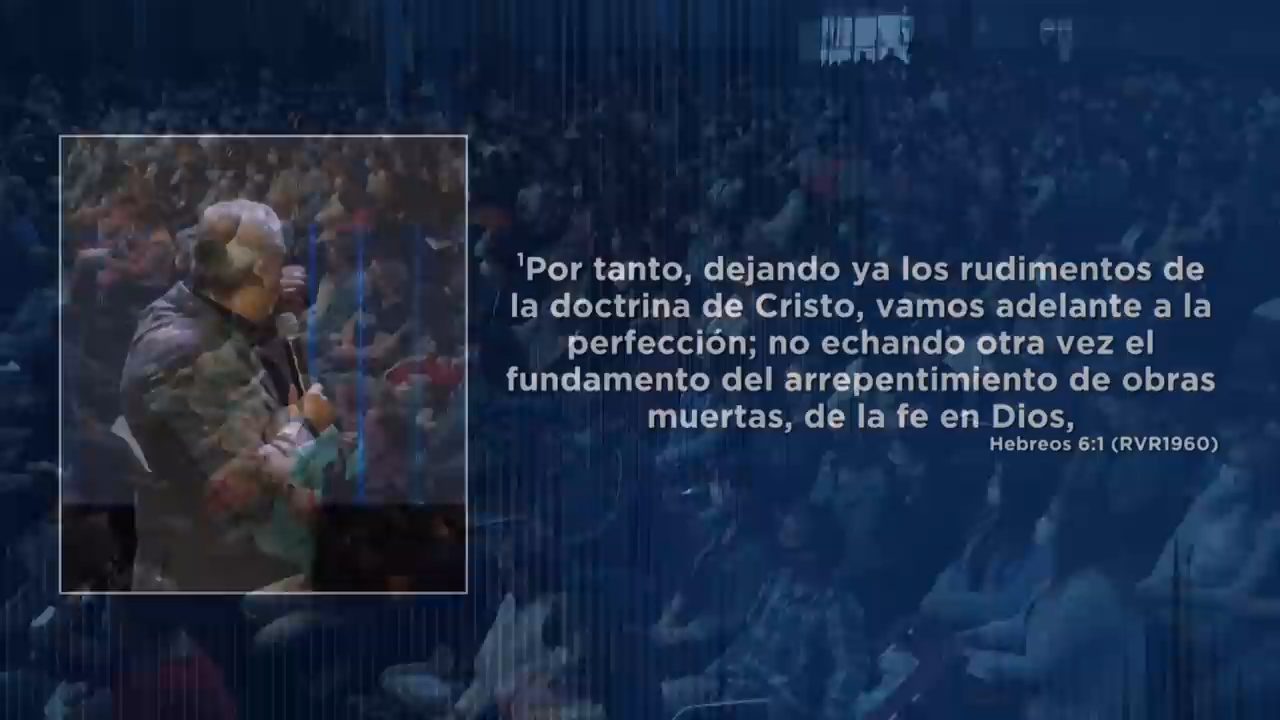 ¹Por tanto, dejando ya los rudimentos de
la doctrina de Cristo, vamos adelante a la
perfección; no echando otra vez el
fundamento del arrepentimiento de obras
muertas, de la fe en Dios,
Hebreos 6:1 (RVR1960)